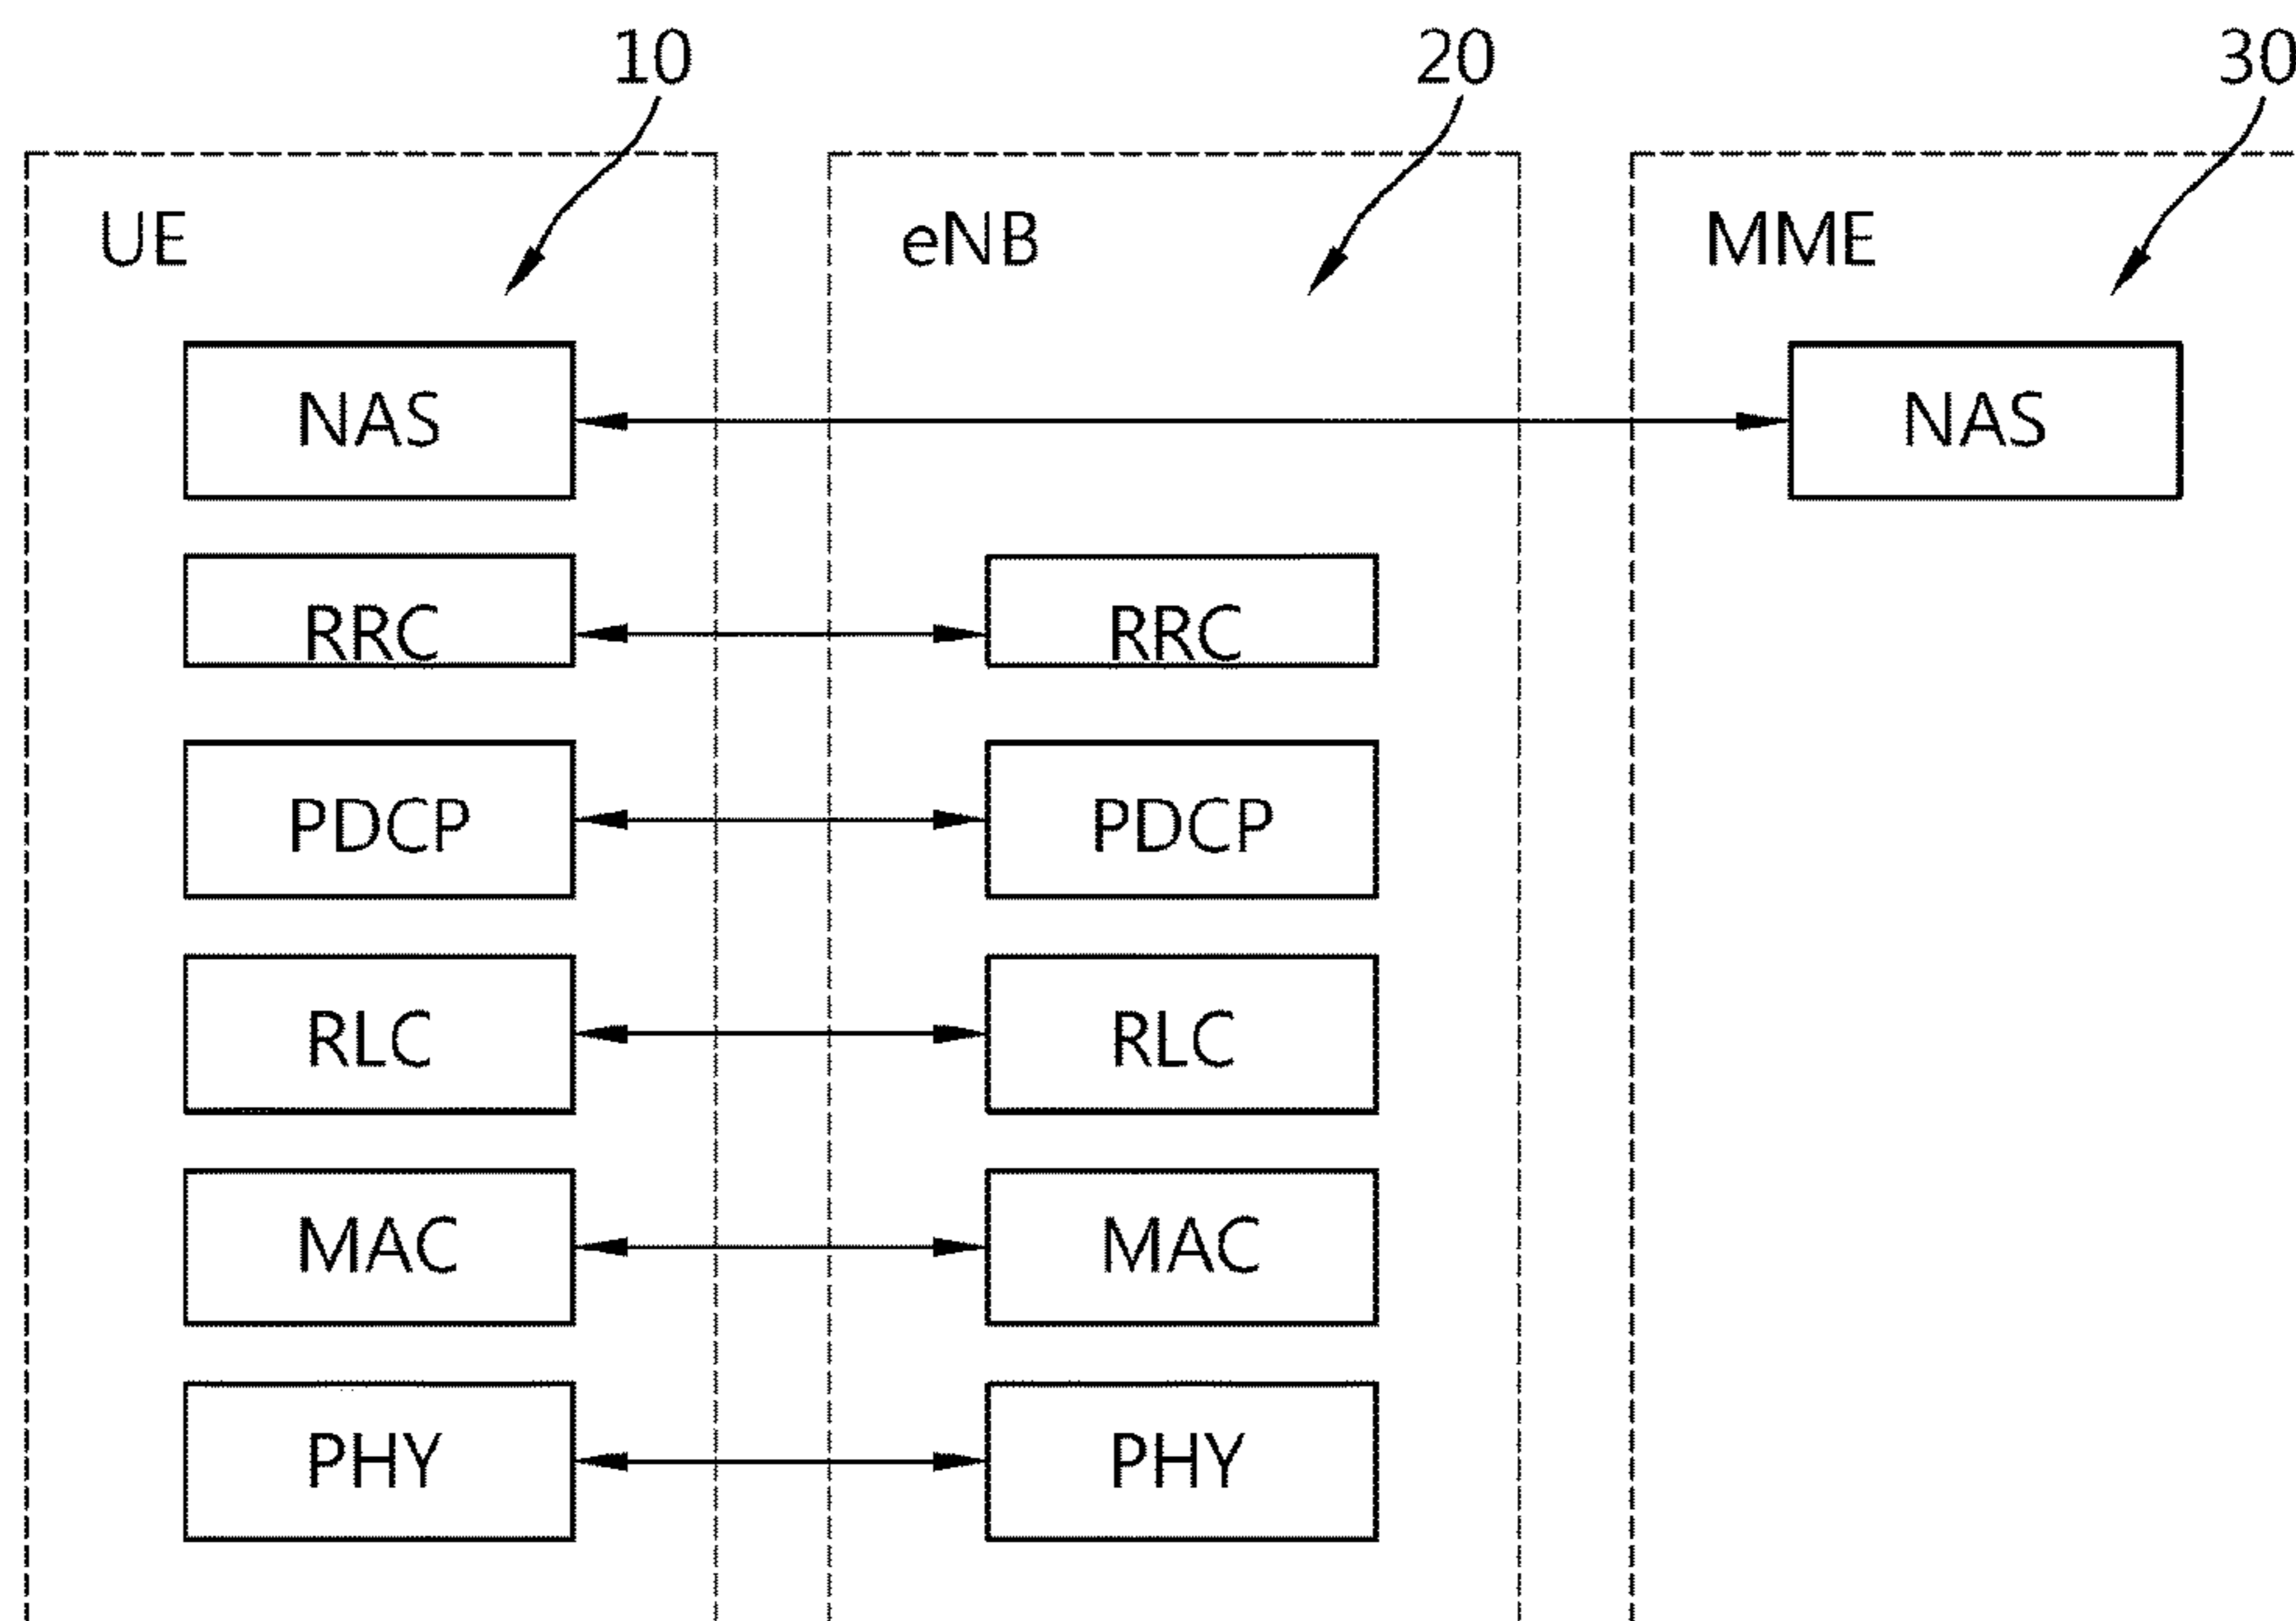 10 20 30
UE eNB MME
NAS NAS
RRC RRC
PDCP PDCP
RLC RLC
MAC MAC
PHY PHY